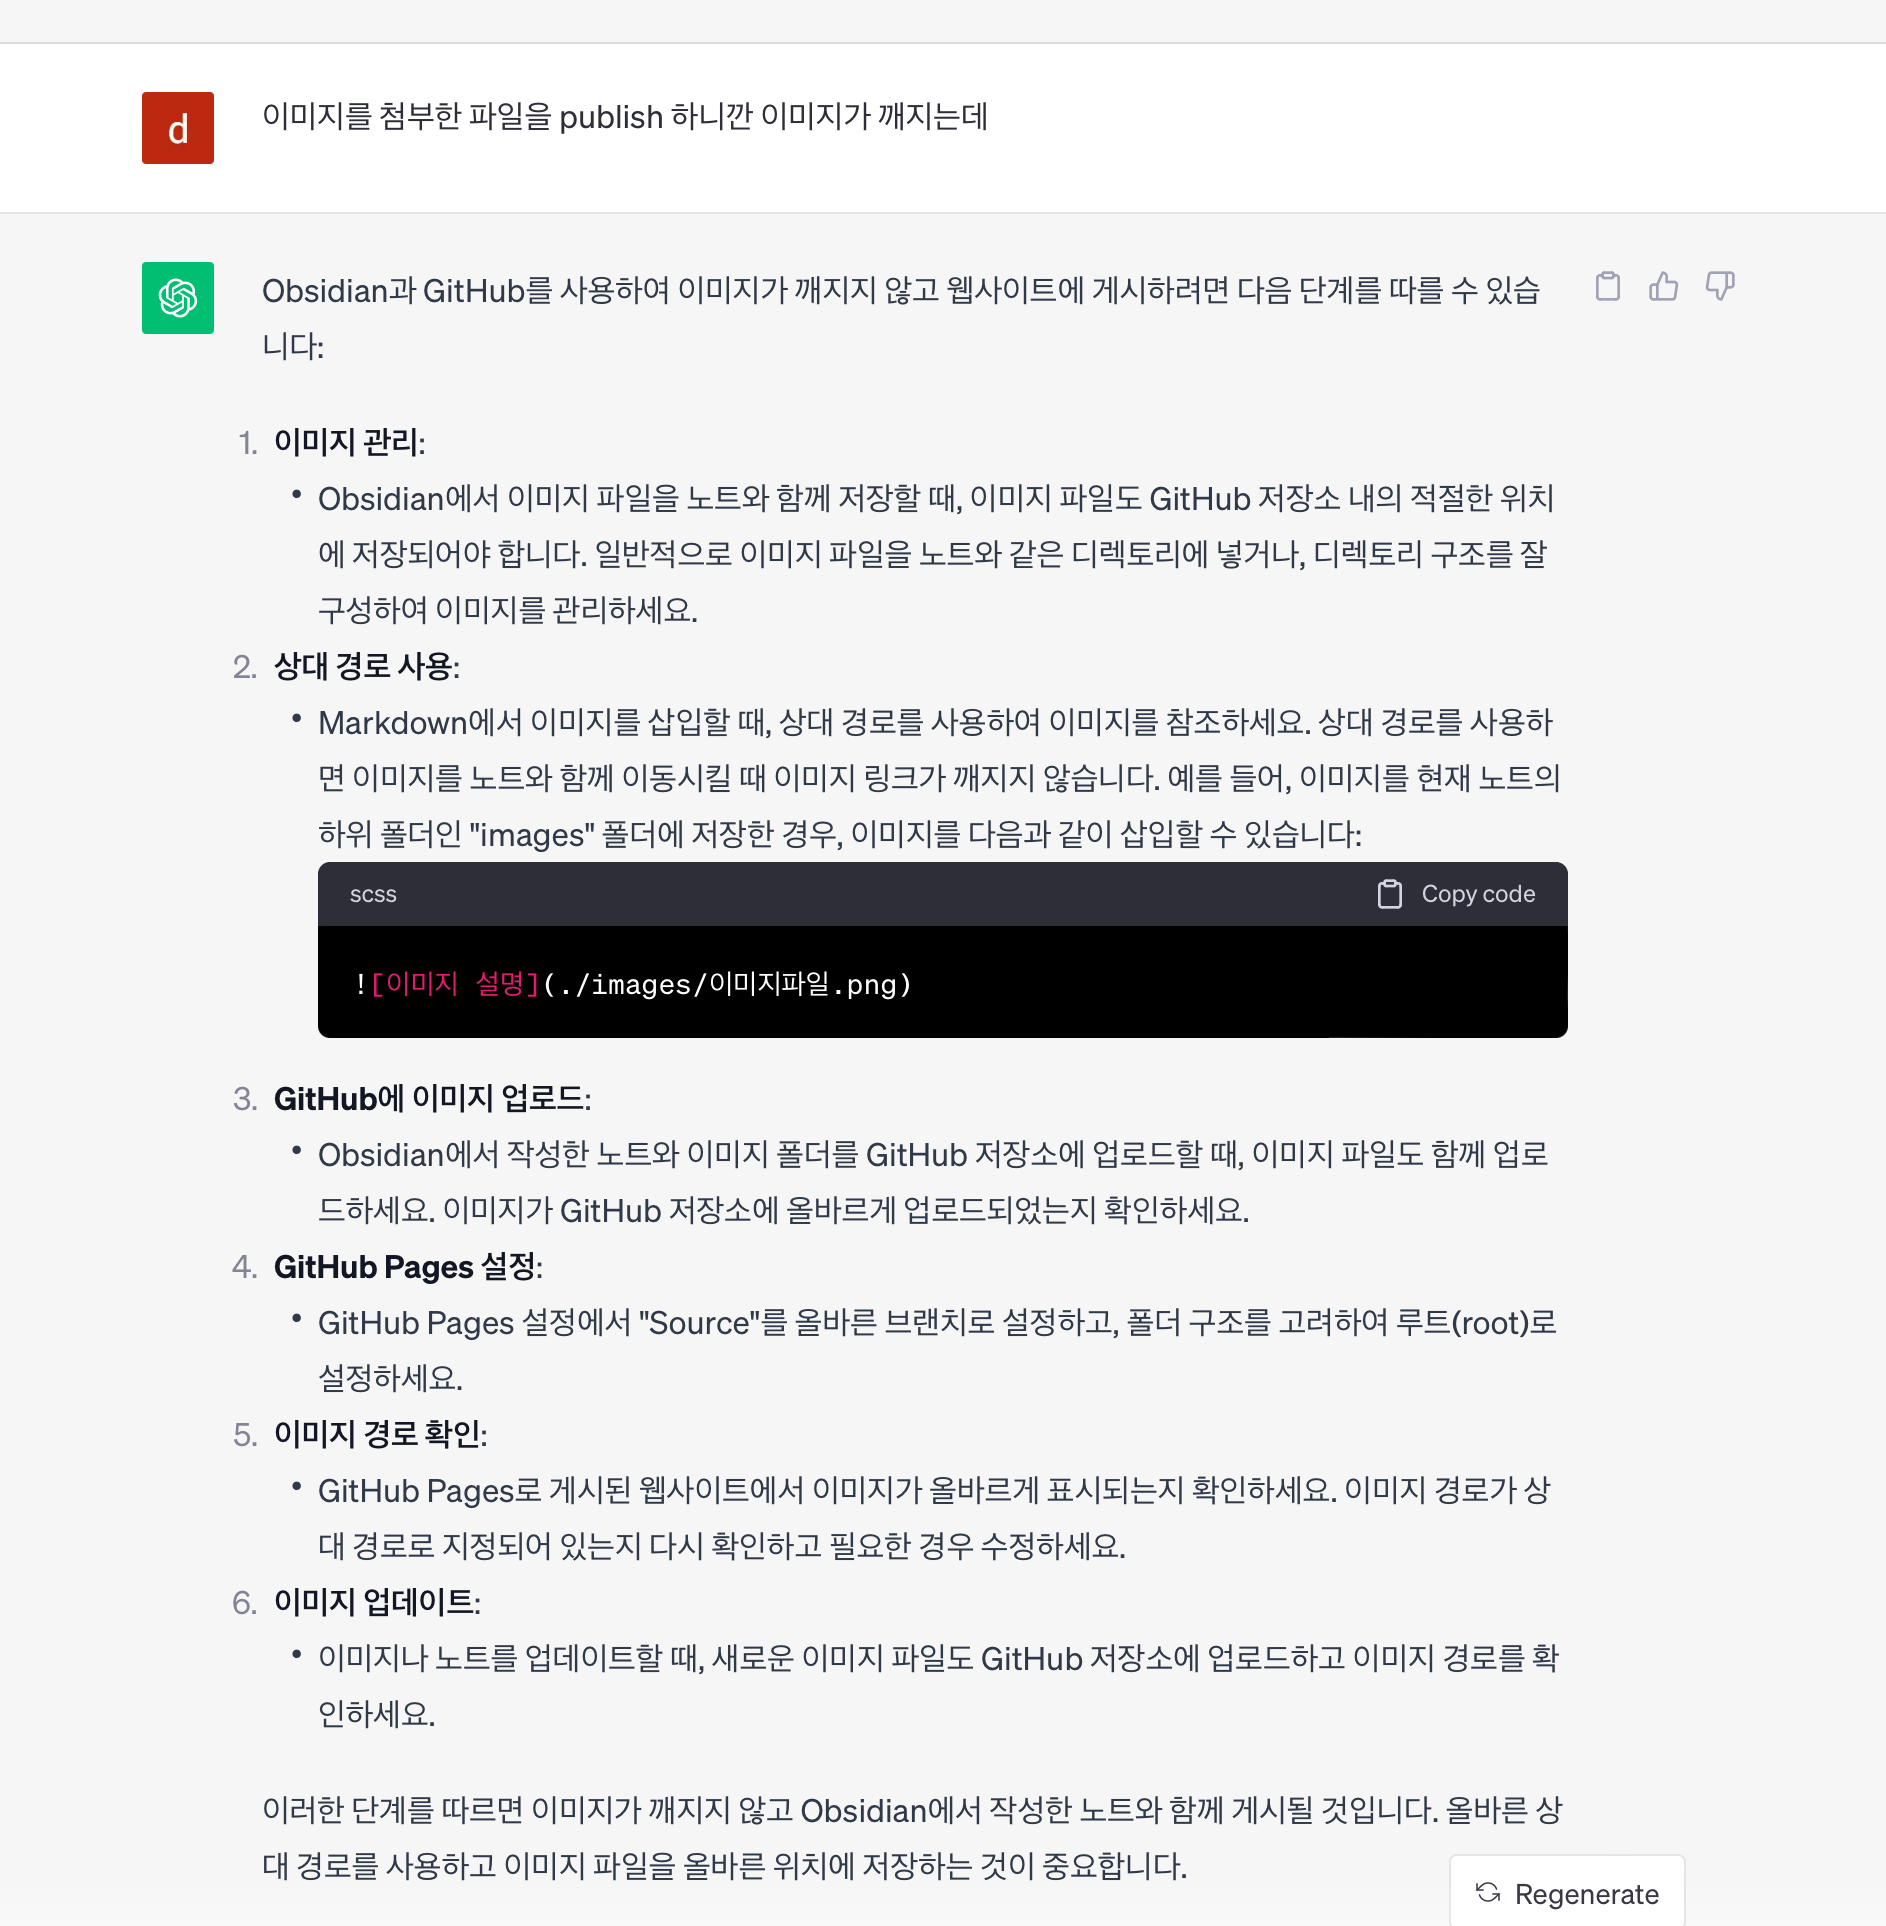 d
이미지를 첨부한 파일을 publish 하니깐 이미지가 깨지는데
Obsidian과 GitHub를 사용하여 이미지가 깨지지 않고 웹사이트에 게시하려면 다음 단계를 따를 수 있습
니다:
1. 이미지 관리:
• Obsidian에서 이미지 파일을 노트와 함께 저장할 때, 이미지 파일도 GitHub 저장소 내의 적절한 위치
에 저장되어야 합니다. 일반적으로 이미지 파일을 노트와 같은 디렉토리에 넣거나, 디렉토리 구조를 잘
구성하여 이미지를 관리하세요.
2. 상대 경로 사용:
• Markdown에서 이미지를 삽입할 때, 상대 경로를 사용하여 이미지를 참조하세요. 상대 경로를 사용하
면 이미지를 노트와 함께 이동시킬 때 이미지 링크가 깨지지 않습니다. 예를 들어, 이미지를 현재 노트의
하위 폴더인 "images" 폴더에 저장한 경우, 이미지를 다음과 같이 삽입할 수 있습니다:
scss Copy code
![이미지 설명](./images/이미지파일.png)
3. GitHub에 이미지 업로드:
• Obsidian에서 작성한 노트와 이미지 폴더를 GitHub 저장소에 업로드할 때, 이미지 파일도 함께 업로
드하세요. 이미지가 GitHub 저장소에 올바르게 업로드되었는지 확인하세요.
4. GitHub Pages 설정:
• GitHub Pages 설정에서 "Source"를 올바른 브랜치로 설정하고, 폴더 구조를 고려하여 루트(root)로
설정하세요.
5. 이미지 경로 확인:
• GitHub Pages로 게시된 웹사이트에서 이미지가 올바르게 표시되는지 확인하세요. 이미지 경로가 상
대 경로로 지정되어 있는지 다시 확인하고 필요한 경우 수정하세요.
6. 이미지 업데이트:
• 이미지나 노트를 업데이트할 때, 새로운 이미지 파일도 GitHub 저장소에 업로드하고 이미지 경로를 확
인하세요.
이러한 단계를 따르면 이미지가 깨지지 않고 Obsidian에서 작성한 노트와 함께 게시될 것입니다. 올바른 상
대 경로를 사용하고 이미지 파일을 올바른 위치에 저장하는 것이 중요합니다.
Regenerate